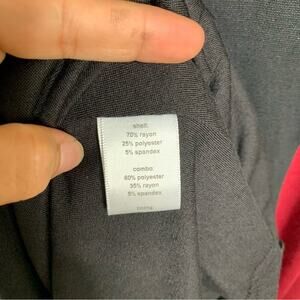 shell:
70% rayon
25% polyester
5% spandex
combo:
60% polyester
35% rayon
5% spandex